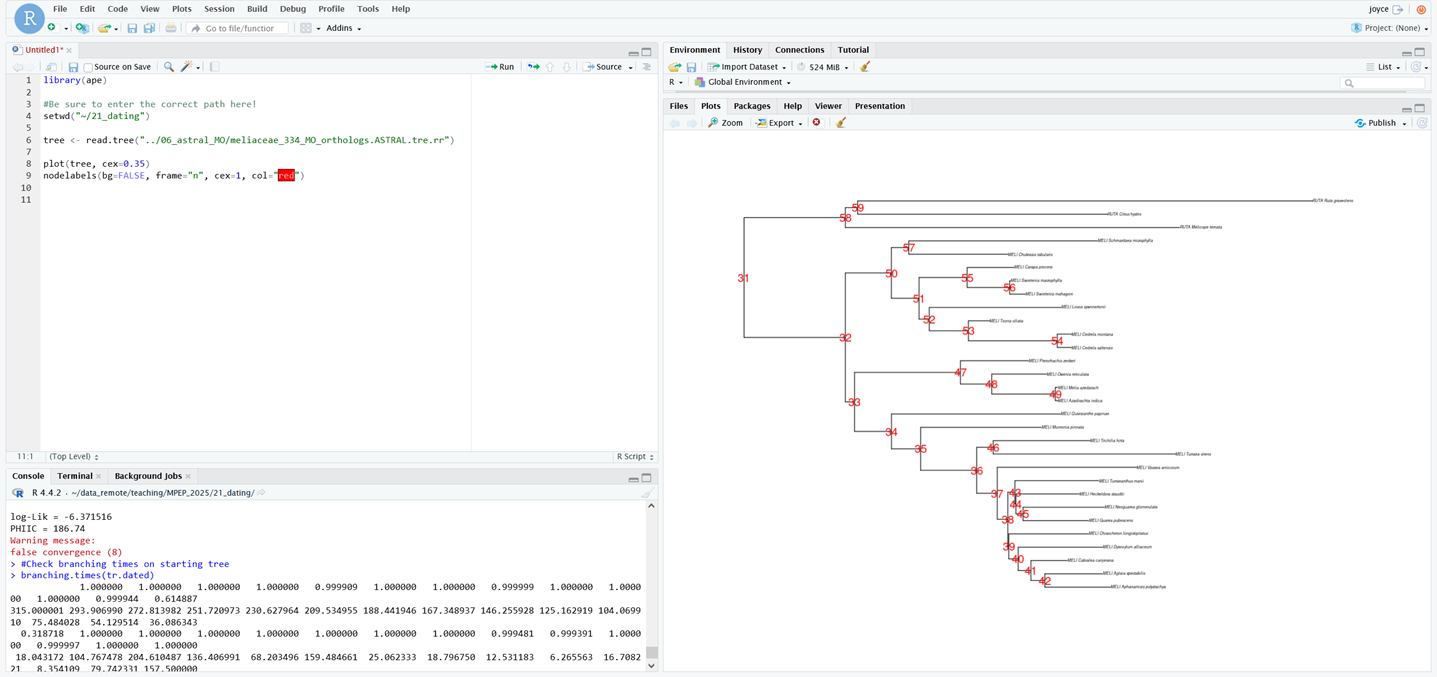 R File Edit Code View Plots Session Build Debug Profile Tools Help joyce
Go to file/function Addins Project: (None)
Untitled1*
Source on Save Run Source
1 library(ape)
2
3 #Be sure to enter the correct path here!
4 setwd("~/21_dating")
5
6 tree <- read.tree("../06_astral_MO/meliaceae_334_MO_orthologs.ASTRAL.tre.rr")
7
8 plot(tree, cex=0.35)
9 nodelabels(bg=FALSE, frame="n", cex=1, col="red")
10
11
11:1 (Top Level) R Script
Console Terminal Background Jobs
R 4.4.2 · ~/data_remote/teaching/MPEP_2025/21_dating/
log-Lik = -6.371516
PHIIC = 186.74
Warning message:
false convergence (8)
> #Check branching times on starting tree
> branching.times(tr.dated)
1.000000 1.000000 1.000000 1.000000 0.999909 1.000000 1.000000 0.999999 1.000000 1.0000
00 1.000000 0.999944 0.614887
315.000001 293.906990 272.813982 251.720973 230.627964 209.534955 188.441946 167.348937 146.255928 125.162919 104.0699
10 75.484028 54.129514 36.086343
0.318718 1.000000 1.000000 1.000000 1.000000 1.000000 1.000000 0.999481 0.999391 1.0000
00 0.999997 1.000000 1.000000
18.043172 104.767478 204.610487 136.406991 68.203496 159.484661 25.062333 18.796750 12.531183 6.265563 16.7082
21 8.354109 79.742331 157.500000
Environment History Connections Tutorial
Import Dataset 524 MiB List
R Global Environment
Files Plots Packages Help Viewer Presentation
Zoom Export Publish
RUTA Ruta graveolens
59
58
RUTA Citrus hystrix
RUTA Melicope ternata
MELI Schmardaea microphylla
57
MELI Chukrasia tabularis
MELI Carapa procera
50
31
55
MELI Swietenia macrophylla
56
MELI Swietenia mahagoni
51
MELI Lovoa synnertonii
52
MELI Toona ciliata
53
MELI Cedrela montana
32
54
MELI Cedrela saltensis
MELI Pterorhachis zenkeri
47
MELI Owenia reticulata
48
MELI Melia azedarach
49
MELI Azadirachta indica
33
MELI Guarea
34
MELI Munronia pinnata
MELI Trichilia hirta
46
35
MELI Turraea
36
MELI Vavaea amicorum
MELI Turraeanthus manii
37
43
MELI Heckeldora staudtii
44
MELI Neoguarea glomerulata
45
38
MELI Guarea pubescens
MELI Chisocheton longistipitatus
39
MELI Dysoxylum alliaceum
40
MELI Cabralea canjerana
41
MELI Aglaia spectabilis
42
MELI Aphanamixis polystachya